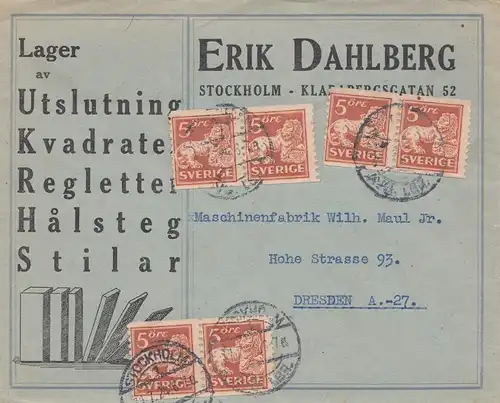 Lager
av
Utslutning
Kvadrater
Regletter
Hålsteg
Stilar
ERIK DAHLBERG
STOCKHOLM - KLARABERGSGATAN 52
5 ÖRE 5
SVERIGE SVERIGE
5 ÖRE 5 ÖRE
SVERIGE SVERIGE
Maschinenfabrik Wilh. Maul Jr.
Hohe Strasse 93.
DRESDEN A.-27.
5 ÖRE 5 ÖRE
SVERIGE
STOCKHOLM
1